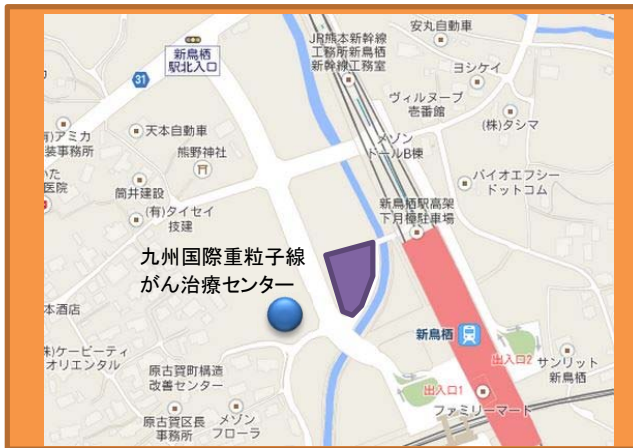 安丸自動車
JR熊本新幹線
工務所新鳥栖
新幹線工務室
新鳥栖
駅北入口
ヨシケイ
31
ヴィルヌーブ
壱番館
(株)タシマ
有)アミカ
装事務所
天本自動車
メゾン
ドールB棟
熊野神社
いた
医院
バイオエフシー
ドットコム
筒井建設
新鳥栖駅高架
下月極駐車場
(有)タイセイ
技建
九州国際重粒子線
がん治療センター
本酒店
新鳥栖
株)ケービーティ
オリエンタル
出入口2
サンリット
新鳥栖
原古賀町構造
改善センター
出入口1
ファミリーマート
原古賀区長
事務所
メゾン
フローラ